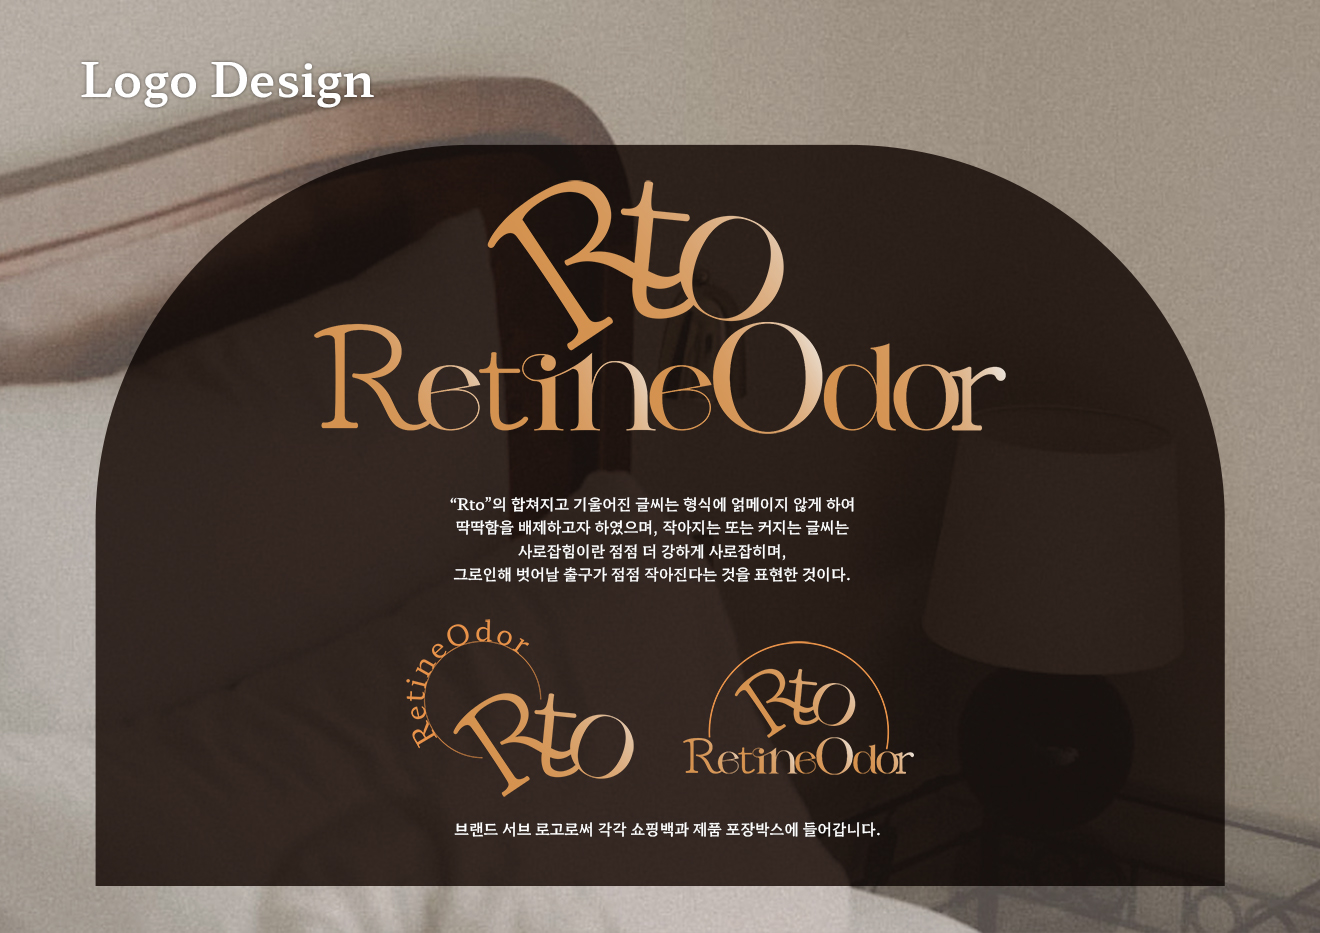 Logo Design
Rto
RetineOdor
“Rto”의 합쳐지고 기울어진 글씨는 형식에 얽메이지 않게 하여
딱딱함을 배제하고자 하였으며, 작아지는 또는 커지는 글씨는
사로잡힘이란 점점 더 강하게 사로잡히며,
그로인해 벗어날 출구가 점점 작아진다는 것을 표현한 것이다.
RetineOdor
Rto
Rto
RetineOdor
브랜드 서브 로고로써 각각 쇼핑백과 제품 포장박스에 들어갑니다.